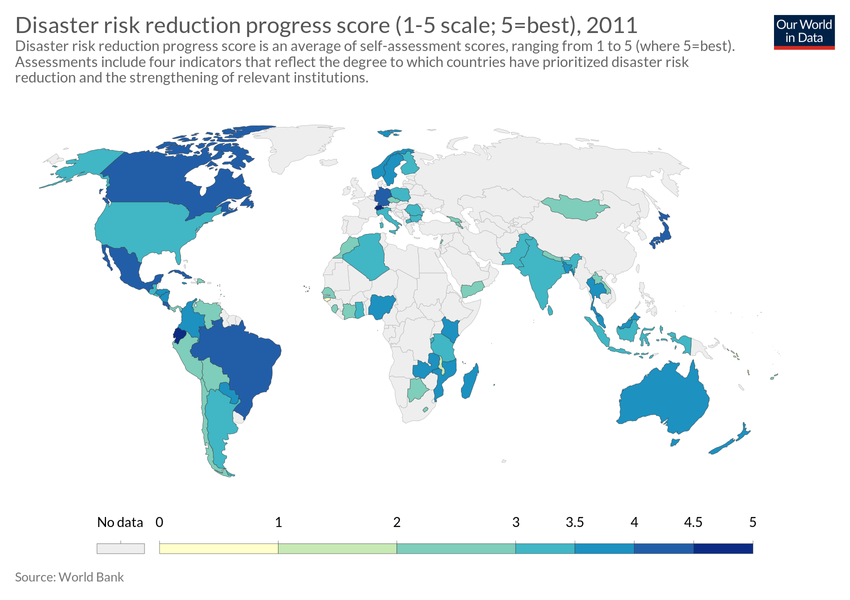 Disaster risk reduction progress score (1-5 scale; 5=best), 2011
Our World
in Data
Disaster risk reduction progress score is an average of self-assessment scores, ranging from 1 to 5 (where 5=best).
Assessments include four indicators that reflect the degree to which countries have prioritized disaster risk
reduction and the strengthening of relevant institutions.
No data 0 1 2 3 3.5 4 4.5 5
Source: World Bank